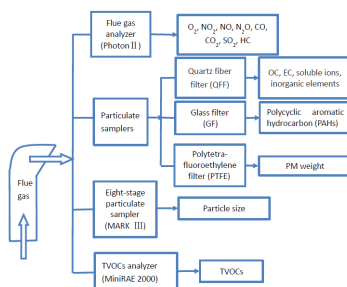 Flue gas
analyzer
(Photon Ⅱ)
O2, NO2, NO, N2O, CO,
CO2, SO2, HC
Quartz fiber
filter (QFF)
OC, EC, soluble ions,
inorganic elements
Particulate
samplers
Glass filter
(GF)
Polycyclic aromatic
hydrocarbon (PAHs)
Polytetra-
fluoroethylene
filter (PTFE)
PM weight
Flue
gas
Eight-stage
particulate
sampler
(MARK Ⅲ)
Particle size
TVOCs analyzer
(MiniRAE 2000)
TVOCs